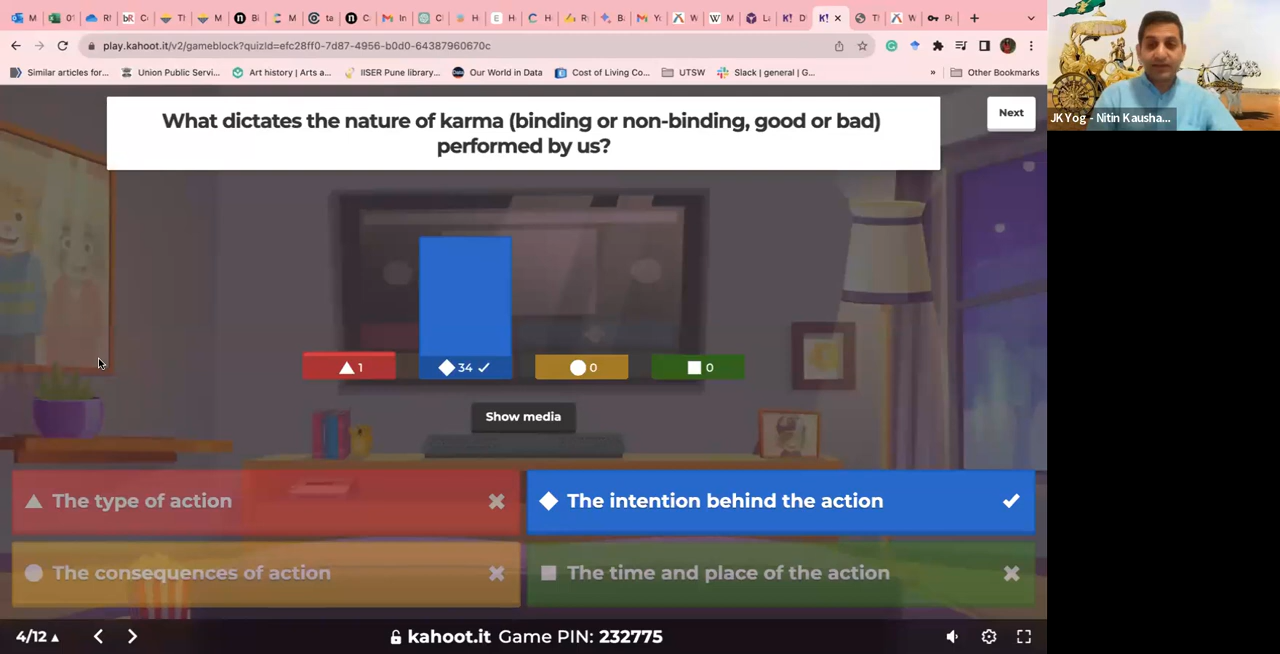 play.kahoot.it/v2/gameblock?quizId=efc28ff0-7d87-4956-b0d0-64387960670c
Similar articles for... Union Public Servi... Art history | Arts a... IISER Pune library... Our World in Data Cost of Living Co... UTSW Slack | general | G... » Other Bookmarks
What dictates the nature of karma (binding or non-binding, good or bad)
performed by us?
Next
JKYog - Nitin Kausha...
1 34 0 0
Show media
The type of action
The intention behind the action
The consequences of action
The time and place of the action
4/12
kahoot.it Game PIN: 232775